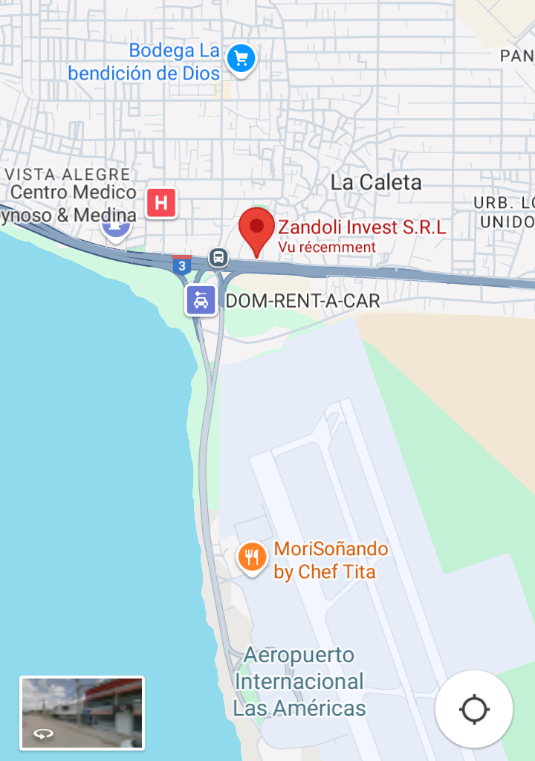 Bodega La
bendición de Dios
PAN
VISTA ALEGRE
Centro Medico
ynoso & Medina
H
La Caleta
URB. LO
UNIDO
Zandoli Invest S.R.L
Vu récemment
3
DOM-RENT-A-CAR
MoriSoñando
by Chef Tita
Aeropuerto
Internacional
Las Américas